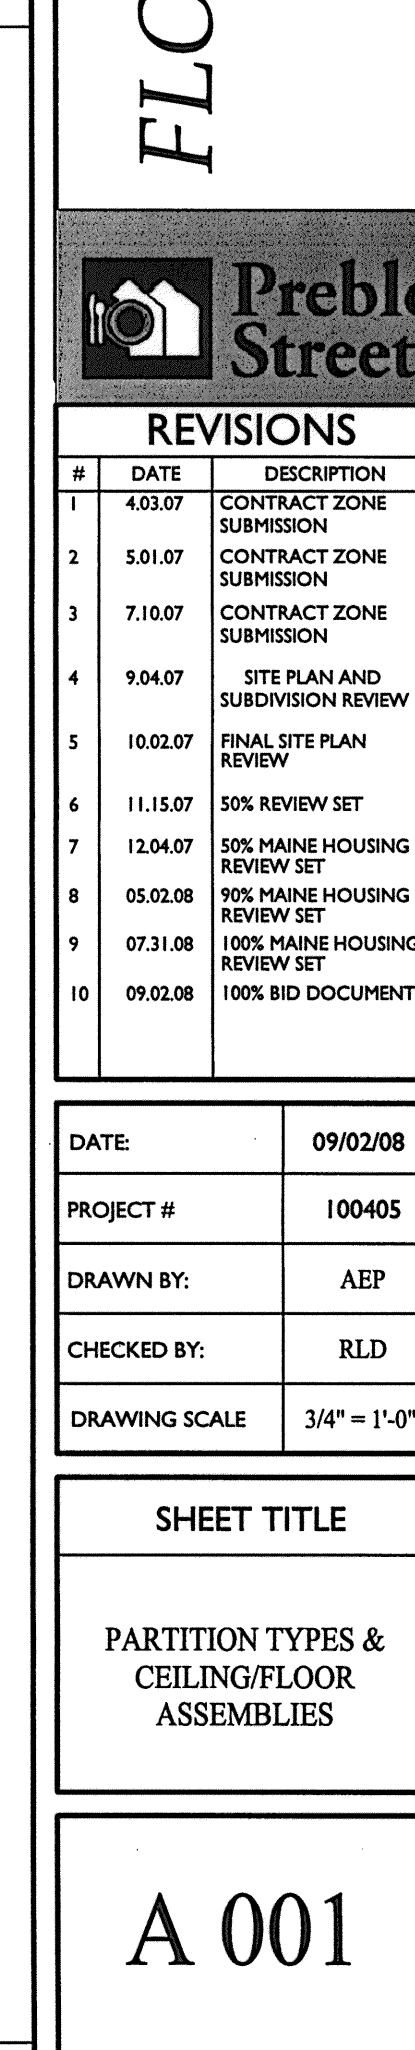 FLO
Preble
Street
REVISIONS
# DATE DESCRIPTION
1 4.03.07 CONTRACT ZONE
SUBMISSION
2 5.01.07 CONTRACT ZONE
SUBMISSION
3 7.10.07 CONTRACT ZONE
SUBMISSION
4 9.04.07 SITE PLAN AND
SUBDIVISION REVIEW
5 10.02.07 FINAL SITE PLAN
REVIEW
6 11.15.07 50% REVIEW SET
7 12.04.07 50% MAINE HOUSING
REVIEW SET
8 05.02.08 90% MAINE HOUSING
REVIEW SET
9 07.31.08 100% MAINE HOUSING
REVIEW SET
10 09.02.08 100% BID DOCUMENT
DATE: 09/02/08
PROJECT # 100405
DRAWN BY: AEP
CHECKED BY: RLD
DRAWING SCALE 3/4" = 1'-0"
SHEET TITLE
PARTITION TYPES &
CEILING/FLOOR
ASSEMBLIES
A 001